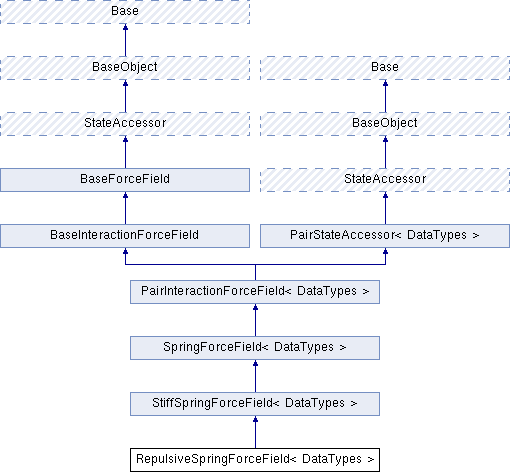 Base
BaseObject
Base
StateAccessor
BaseObject
BaseForceField
StateAccessor
BaseInteractionForceField
PairStateAccessor< DataTypes >
PairInteractionForceField< DataTypes >
SpringForceField< DataTypes >
StiffSpringForceField< DataTypes >
RepulsiveSpringForceField< DataTypes >